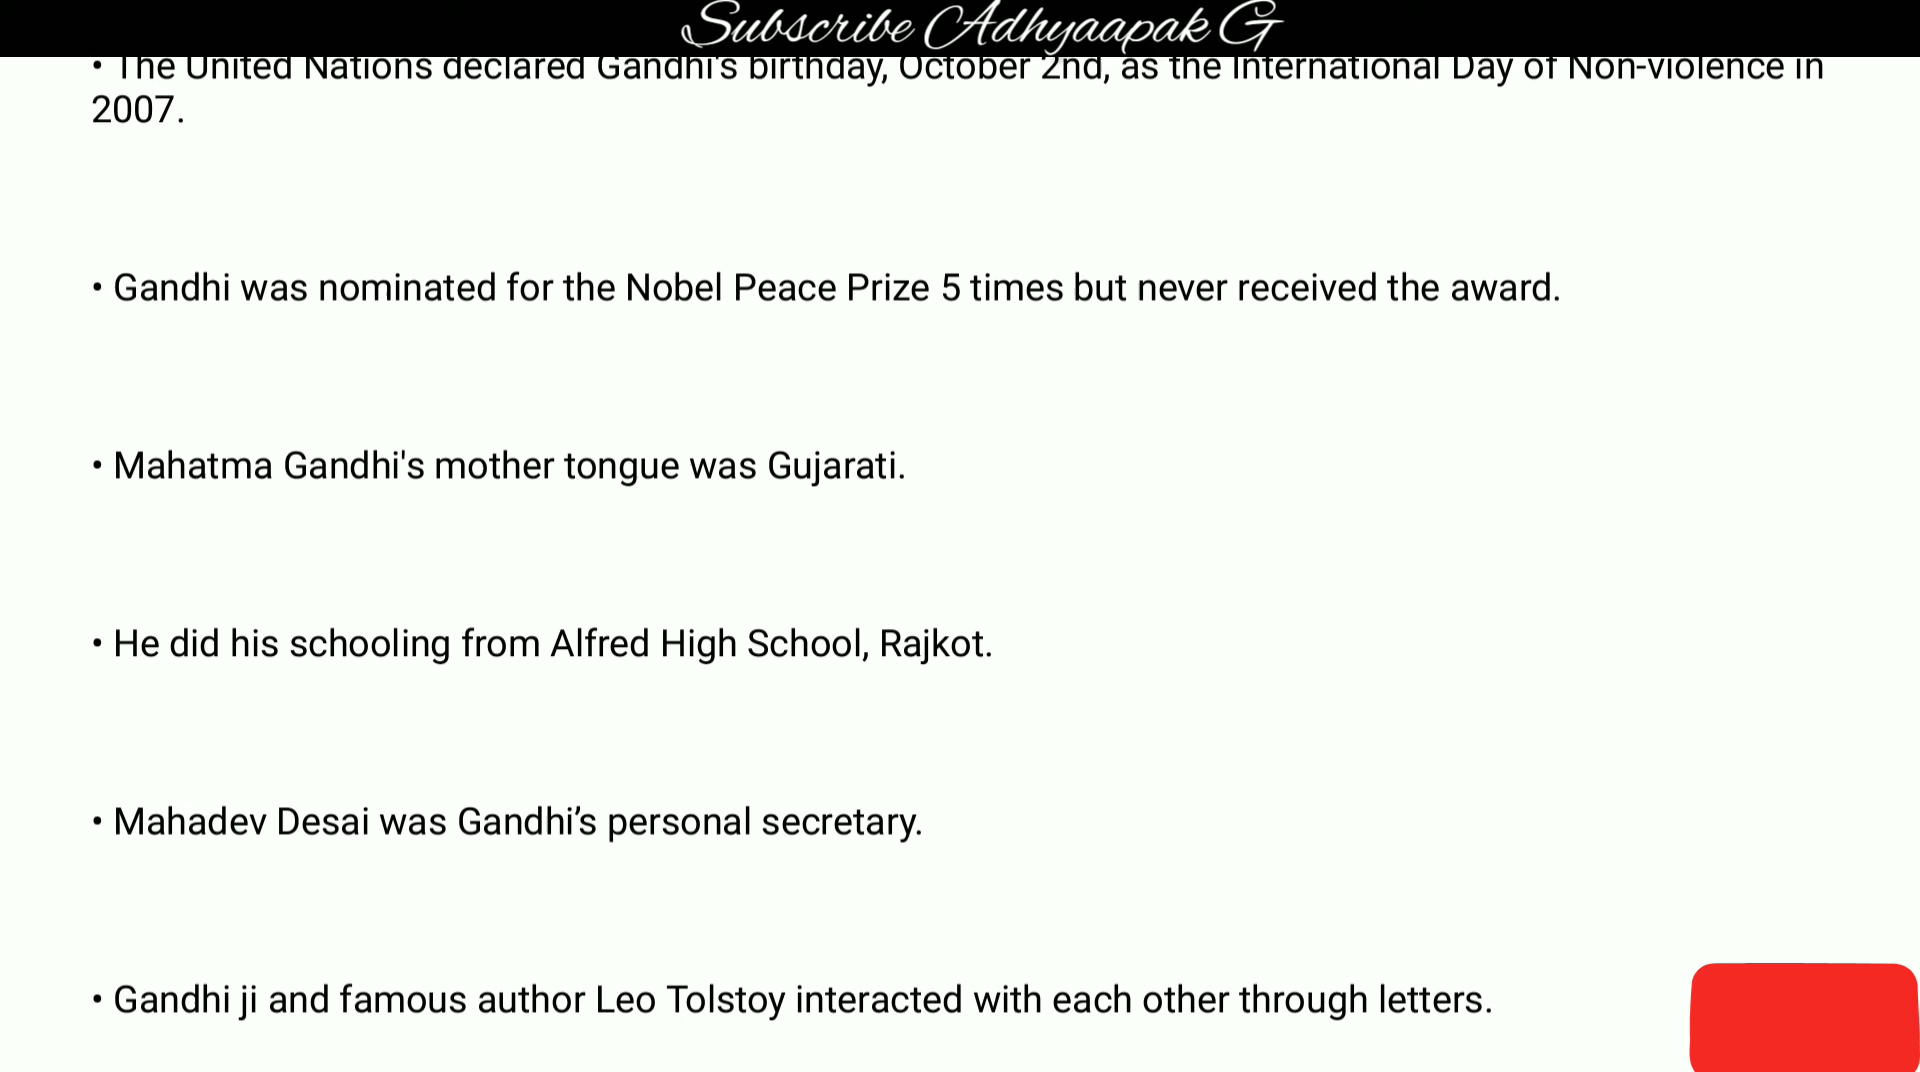 Subscribe Adhyaapak G
• The United Nations declared Gandhi's birthday, October 2nd, as the International Day of Non-violence in
2007.
• Gandhi was nominated for the Nobel Peace Prize 5 times but never received the award.
• Mahatma Gandhi's mother tongue was Gujarati.
• He did his schooling from Alfred High School, Rajkot.
• Mahadev Desai was Gandhi’s personal secretary.
• Gandhi ji and famous author Leo Tolstoy interacted with each other through letters.